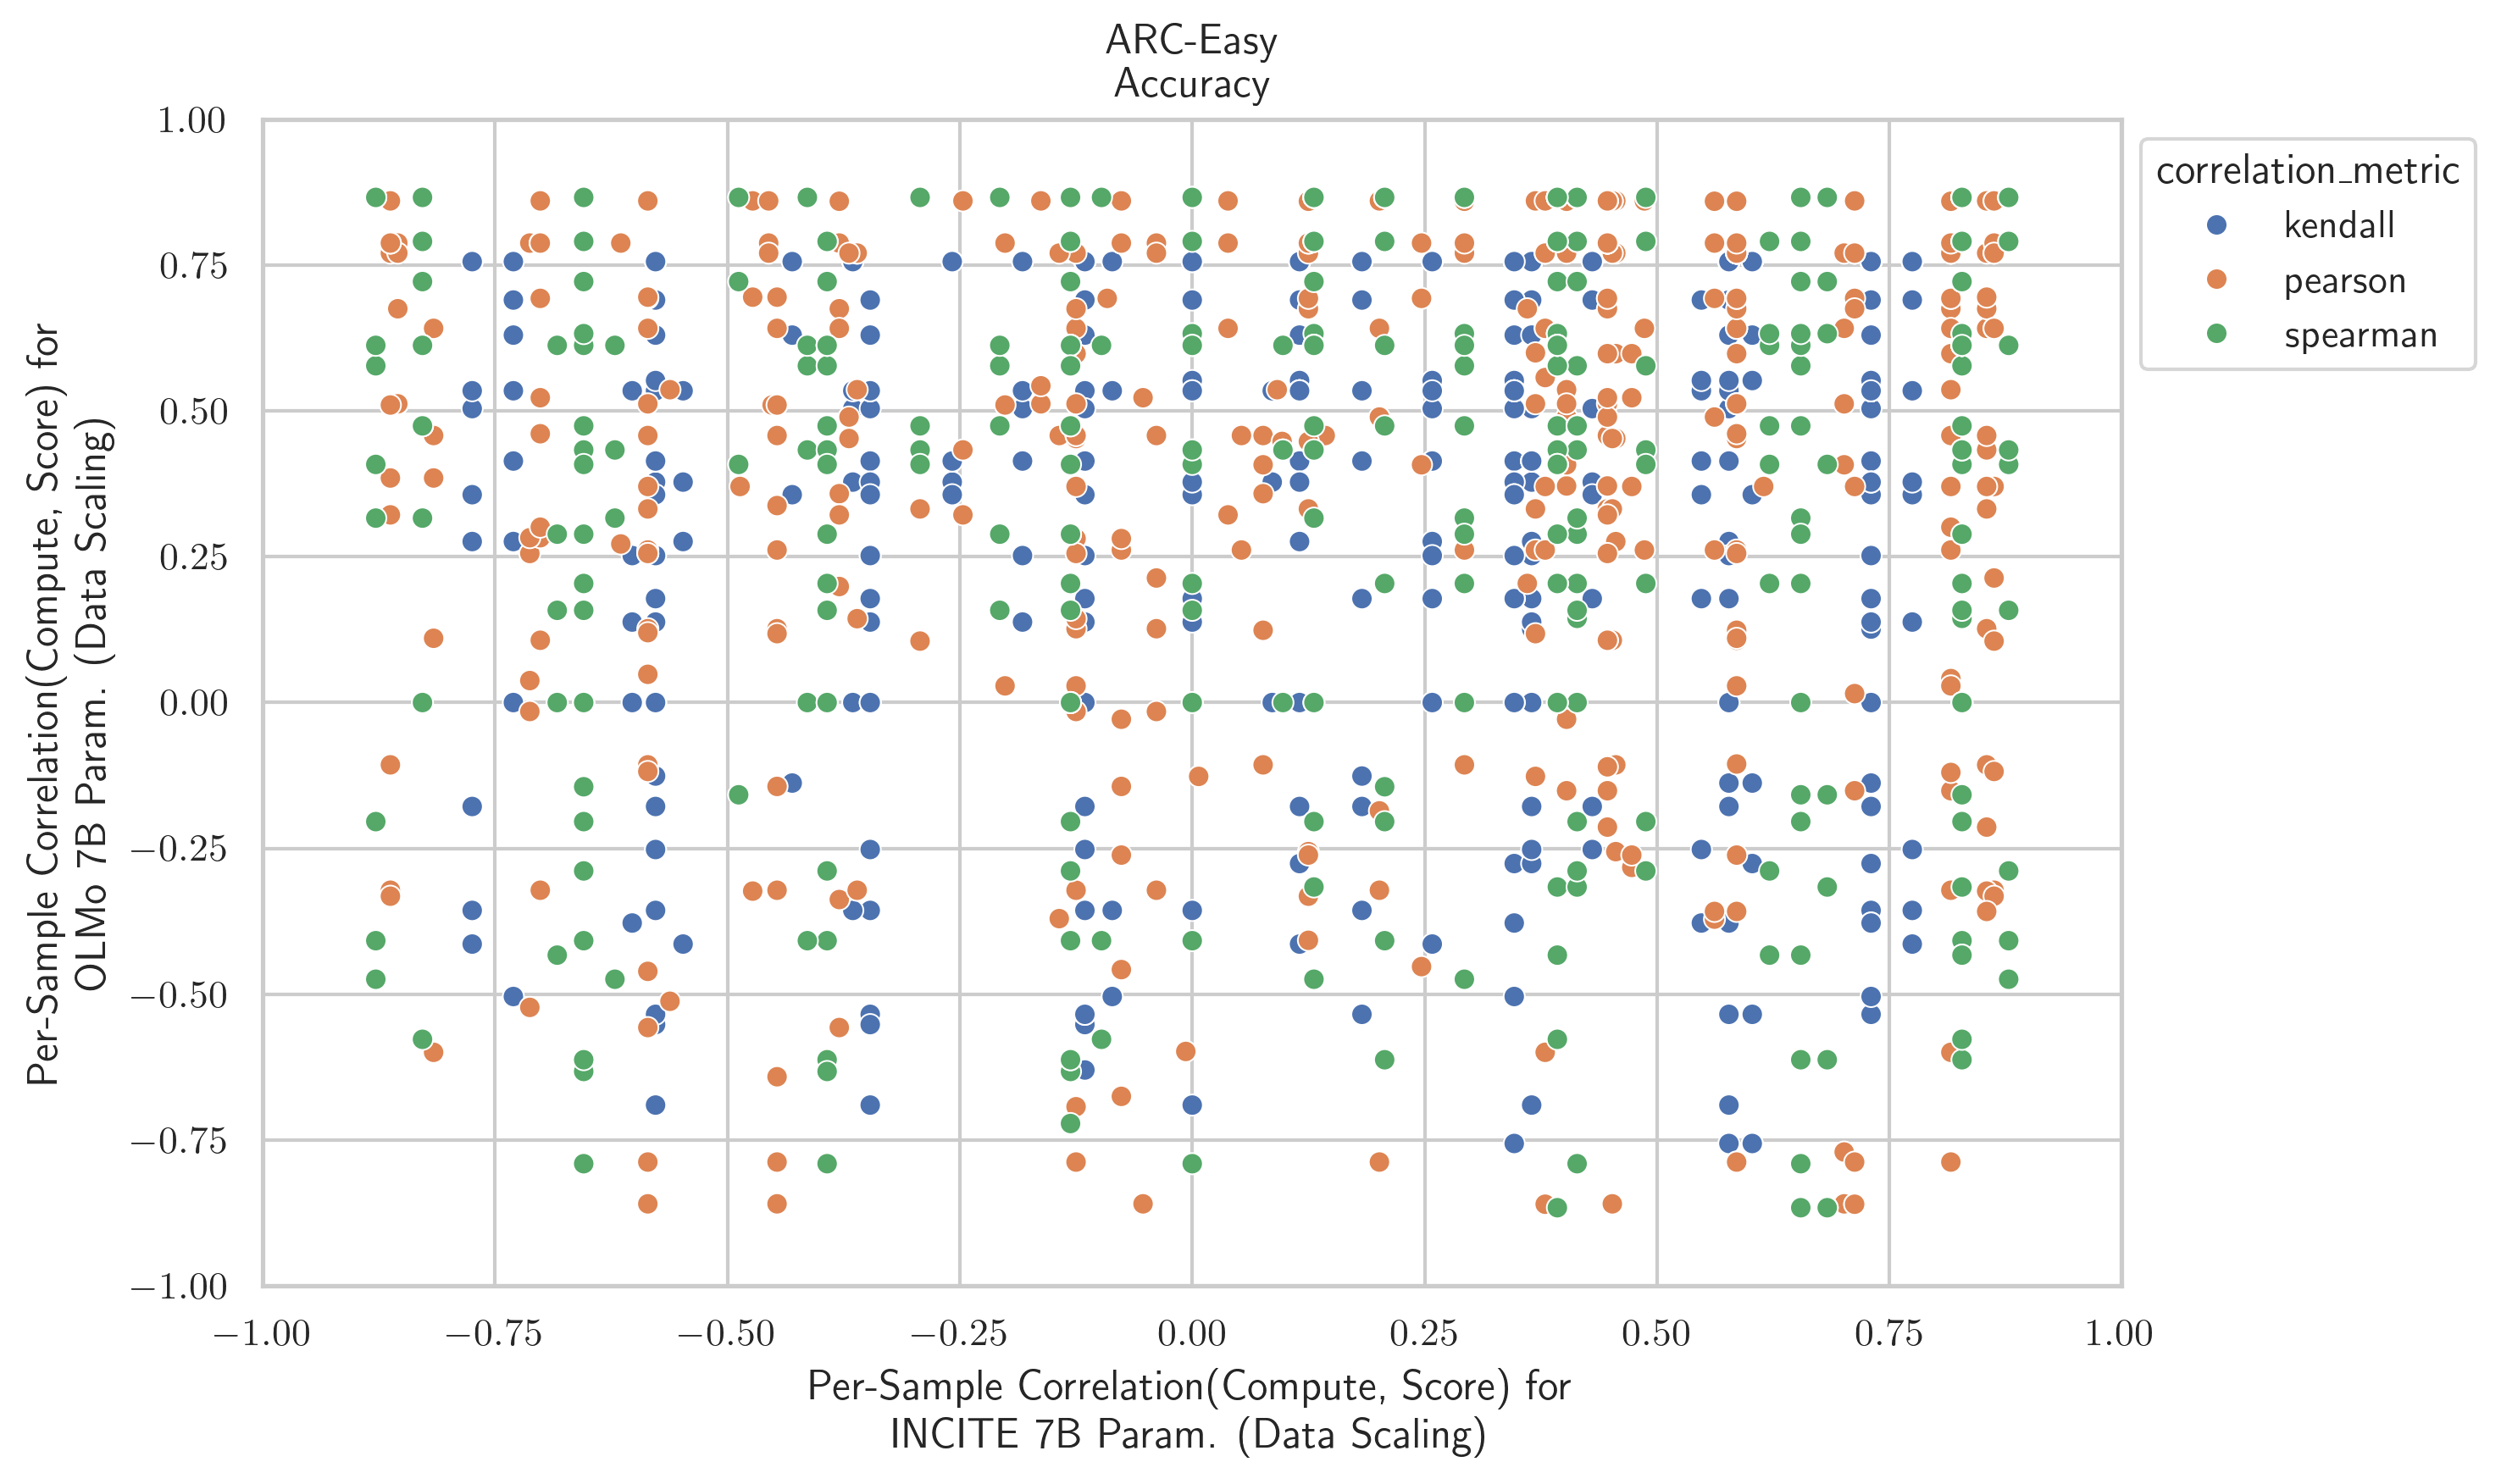 ARC-Easy
Accuracy
Per-Sample Correlation(Compute, Score) for
OLMo 7B Param. (Data Scaling)
1.00
0.75
0.50
0.25
0.00
−0.25
−0.50
−0.75
−1.00
−1.00 −0.75 −0.50 −0.25 0.00 0.25 0.50 0.75 1.00
Per-Sample Correlation(Compute, Score) for
INCITE 7B Param. (Data Scaling)
correlation_metric
kendall
pearson
spearman